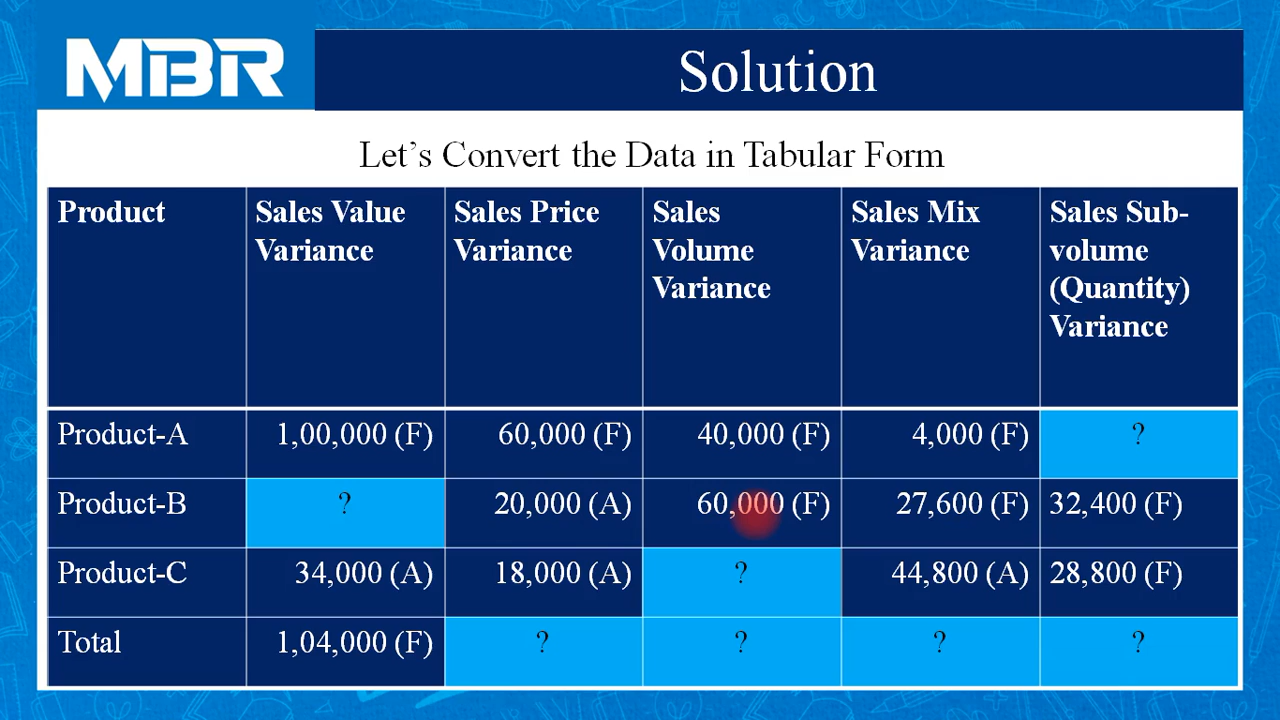 MBR
Solution
Let’s Convert the Data in Tabular Form
Product Sales Value Variance Sales Price Variance Sales Volume Variance Sales Mix Variance Sales Sub-volume (Quantity) Variance
Product-A 1,00,000 (F) 60,000 (F) 40,000 (F) 4,000 (F) ?
Product-B ? 20,000 (A) 60,000 (F) 27,600 (F) 32,400 (F)
Product-C 34,000 (A) 18,000 (A) ? 44,800 (A) 28,800 (F)
Total 1,04,000 (F) ? ? ? ?